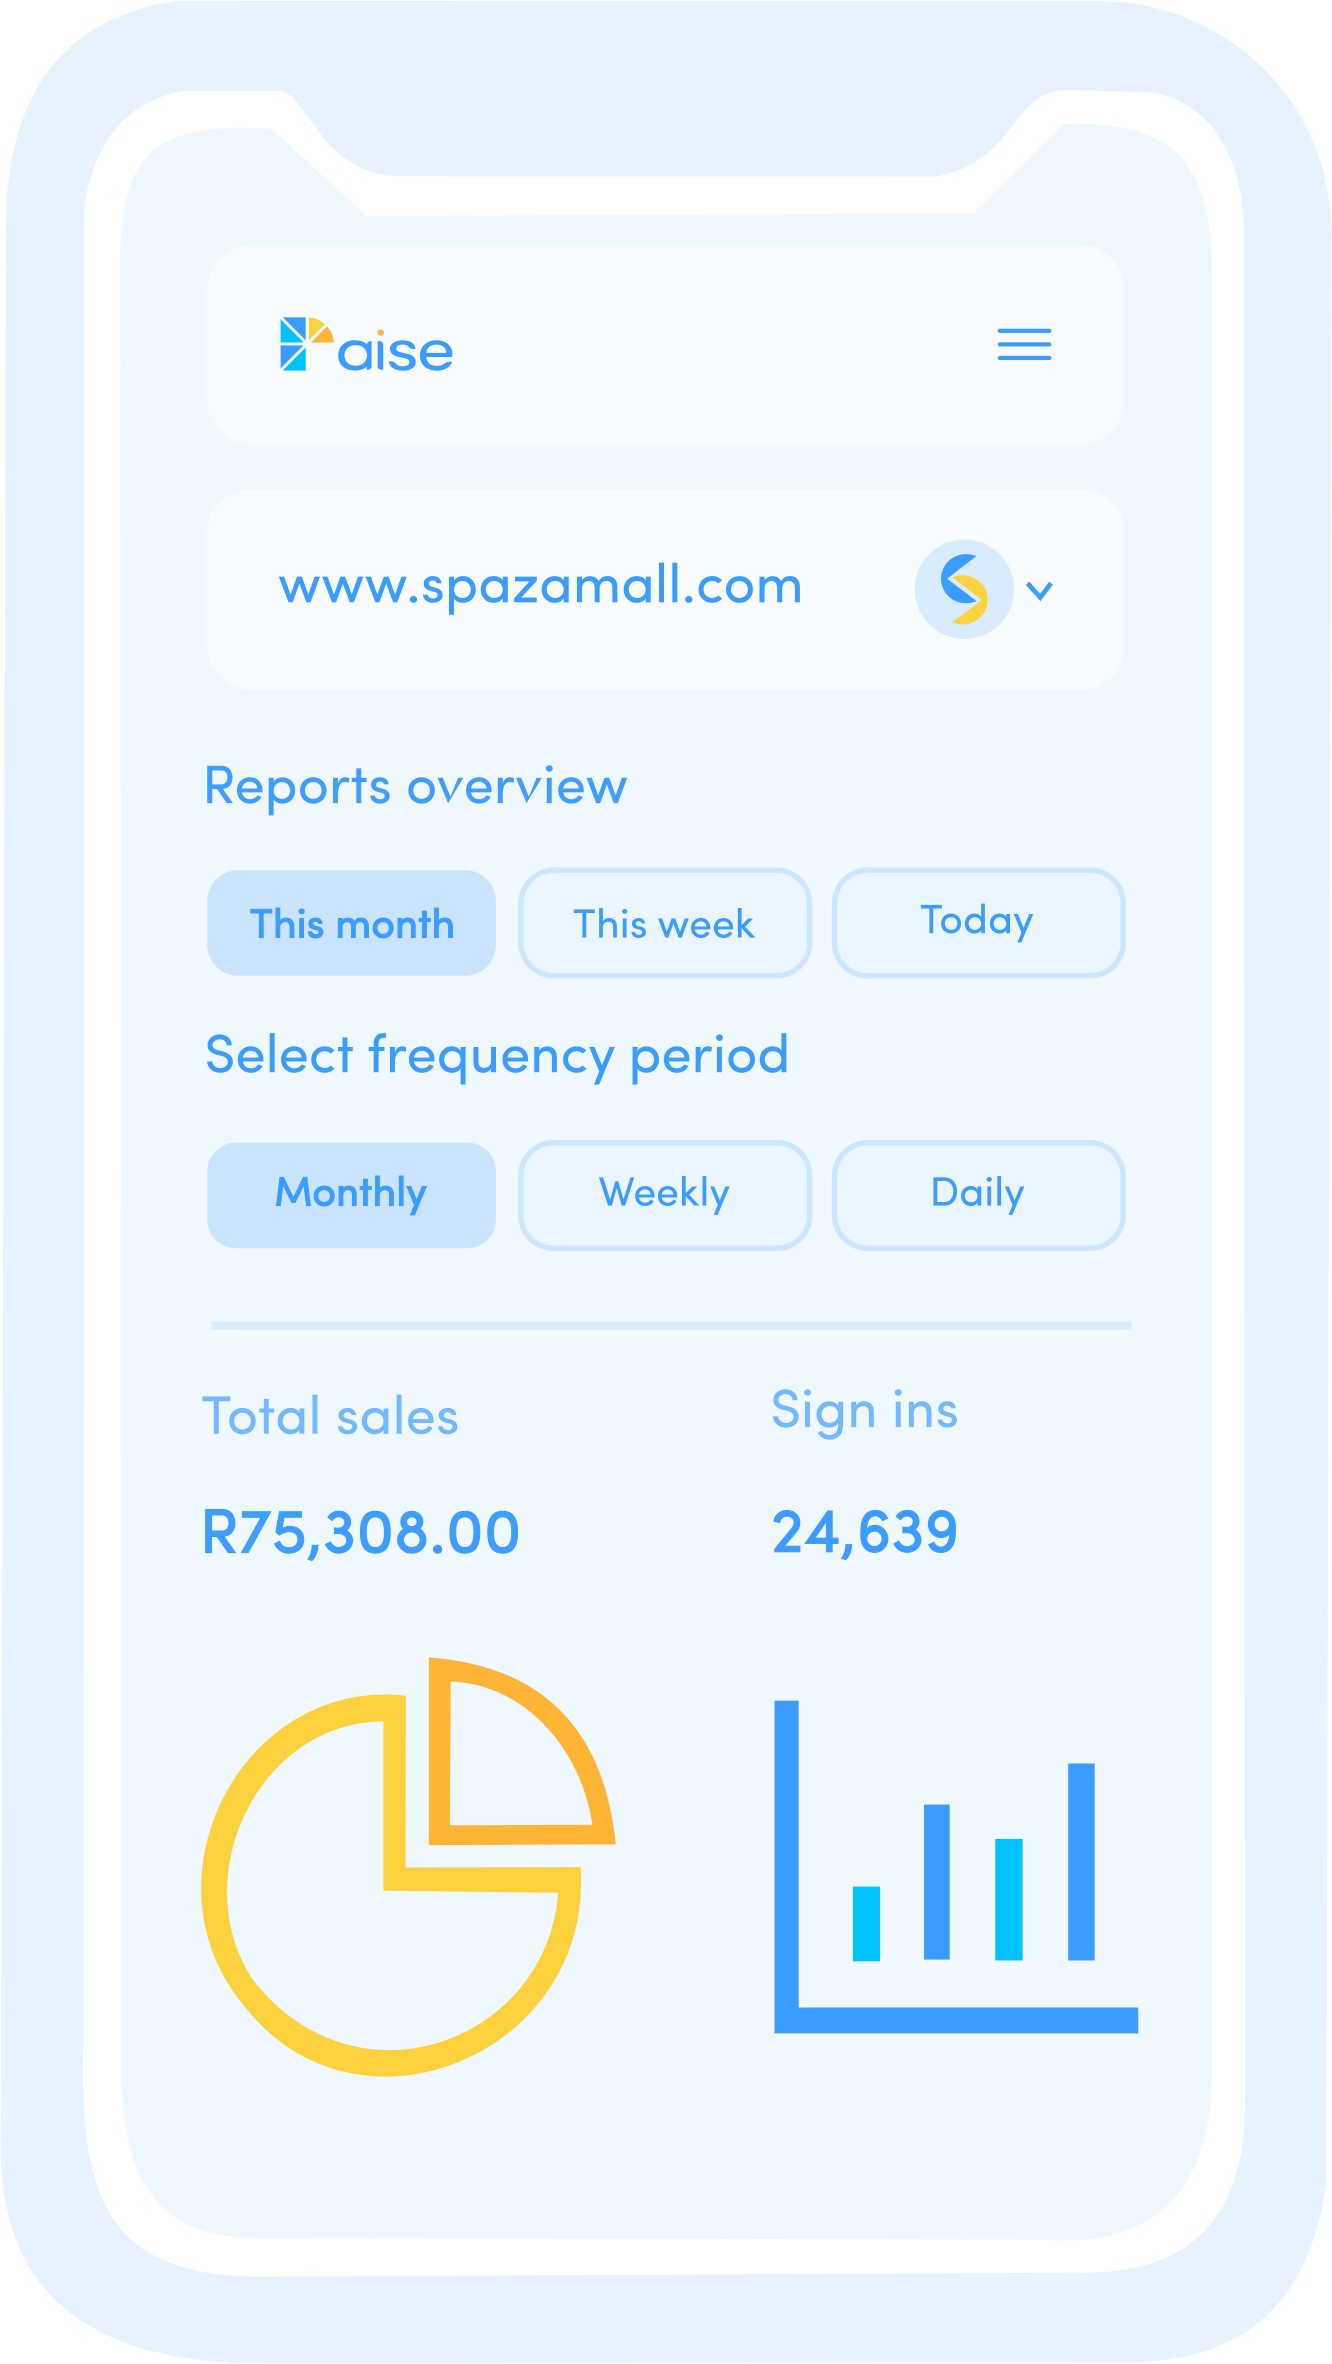 Paise
www.spazamall.com
Reports overview
This month
This week
Today
Select frequency period
Monthly
Weekly
Daily
Total sales
Sign ins
R75,308.00
24,639